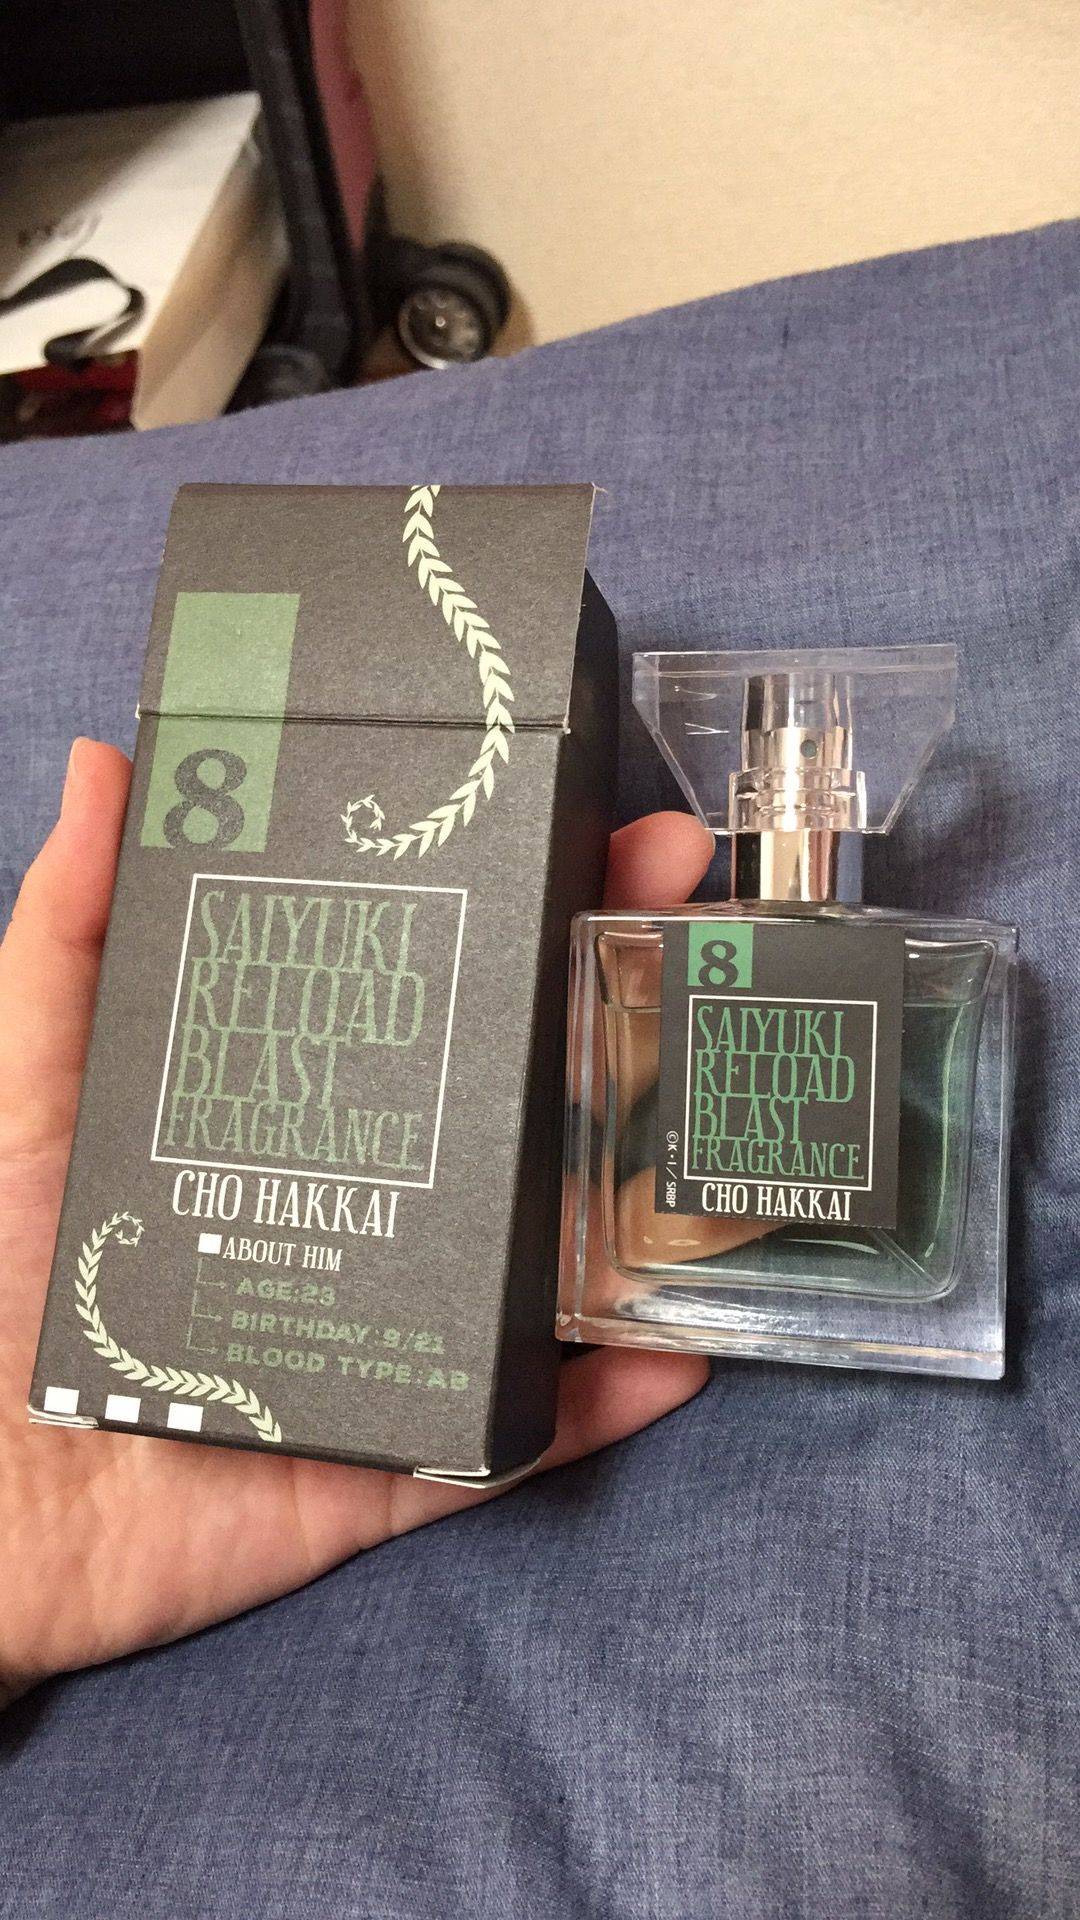 8
SAIYUKI
RELOAD
BLAST
FRAGRANCE
CHO HAKKAI
ABOUT HIM
AGE:23
BIRTHDAY:9/21
BLOOD TYPE:AB
8
SAIYUKI
RELOAD
BLAST
FRAGRANCE
CHO HAKKAI
©K・I／SRBP